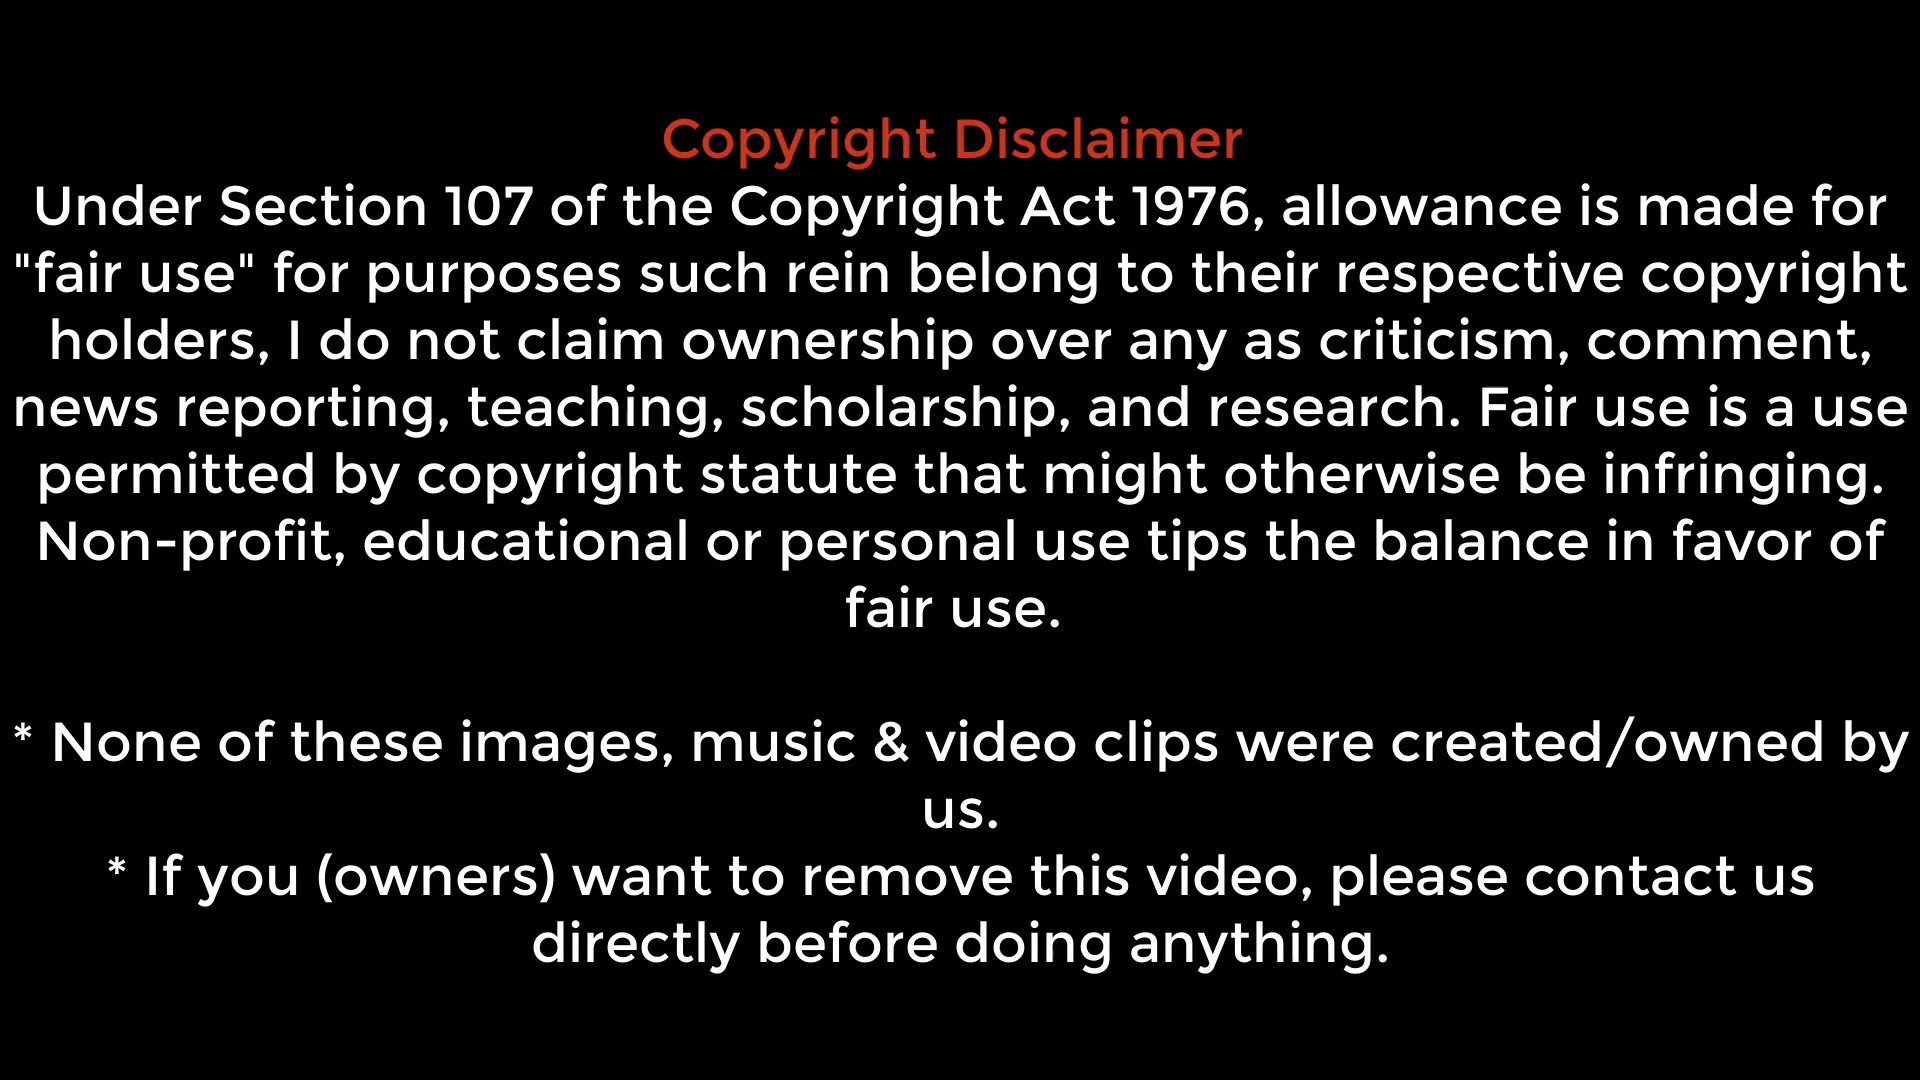 Copyright Disclaimer
Under Section 107 of the Copyright Act 1976, allowance is made for
"fair use" for purposes such rein belong to their respective copyright
holders, I do not claim ownership over any as criticism, comment,
news reporting, teaching, scholarship, and research. Fair use is a use
permitted by copyright statute that might otherwise be infringing.
Non-profit, educational or personal use tips the balance in favor of
fair use.
* None of these images, music & video clips were created/owned by
us.
* If you (owners) want to remove this video, please contact us
directly before doing anything.